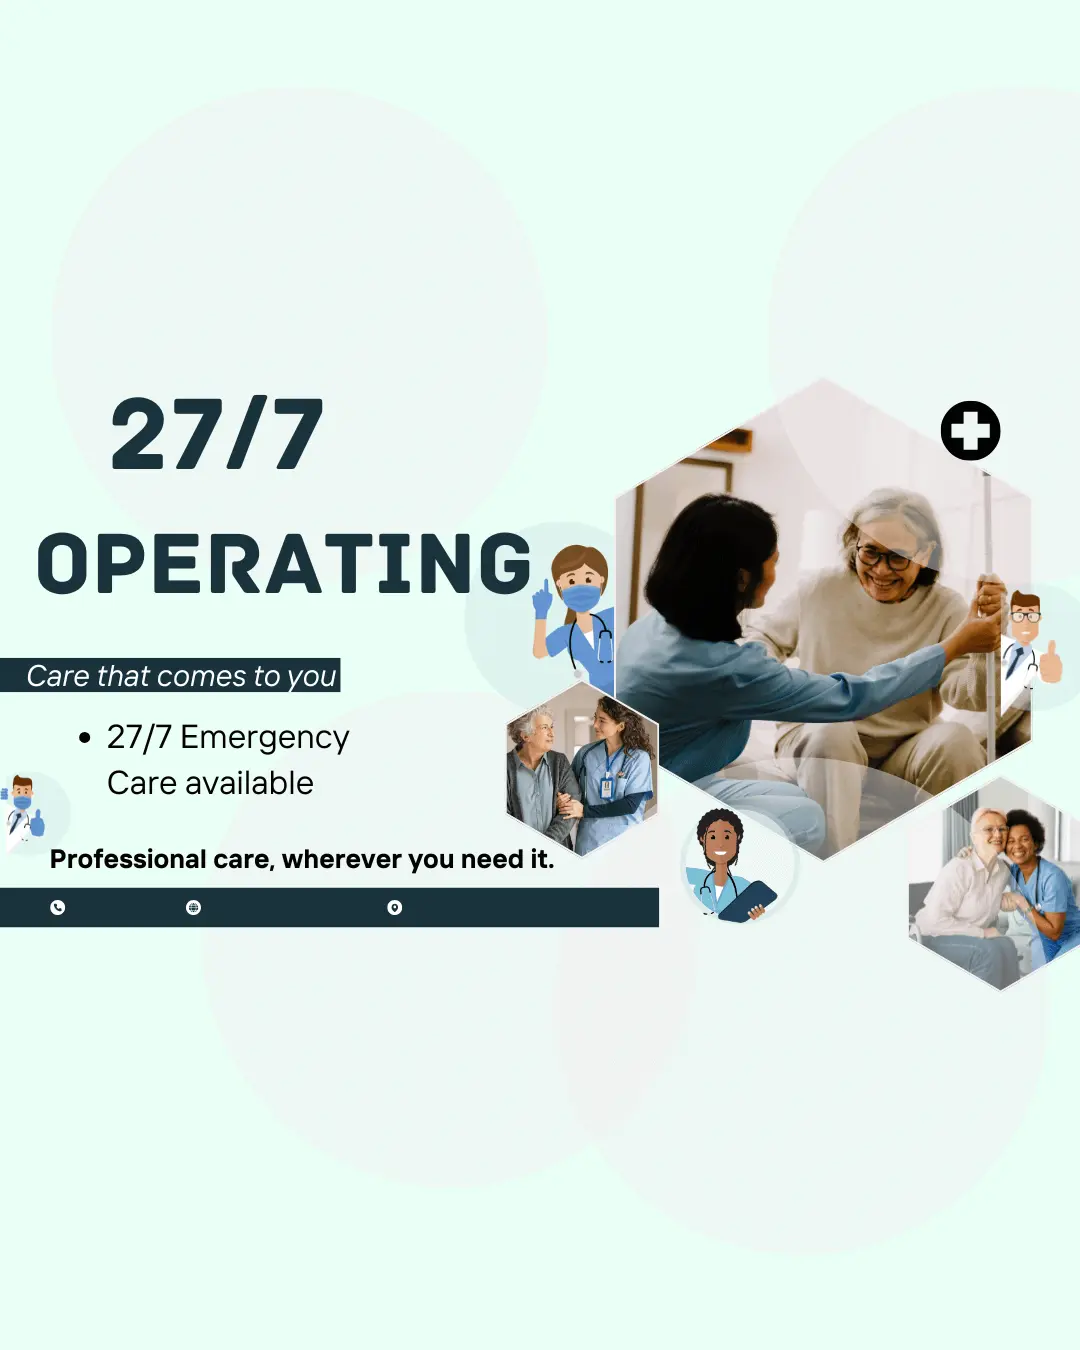 27/7
OPERATING
Care that comes to you
• 27/7 Emergency
Care available
Professional care, wherever you need it.